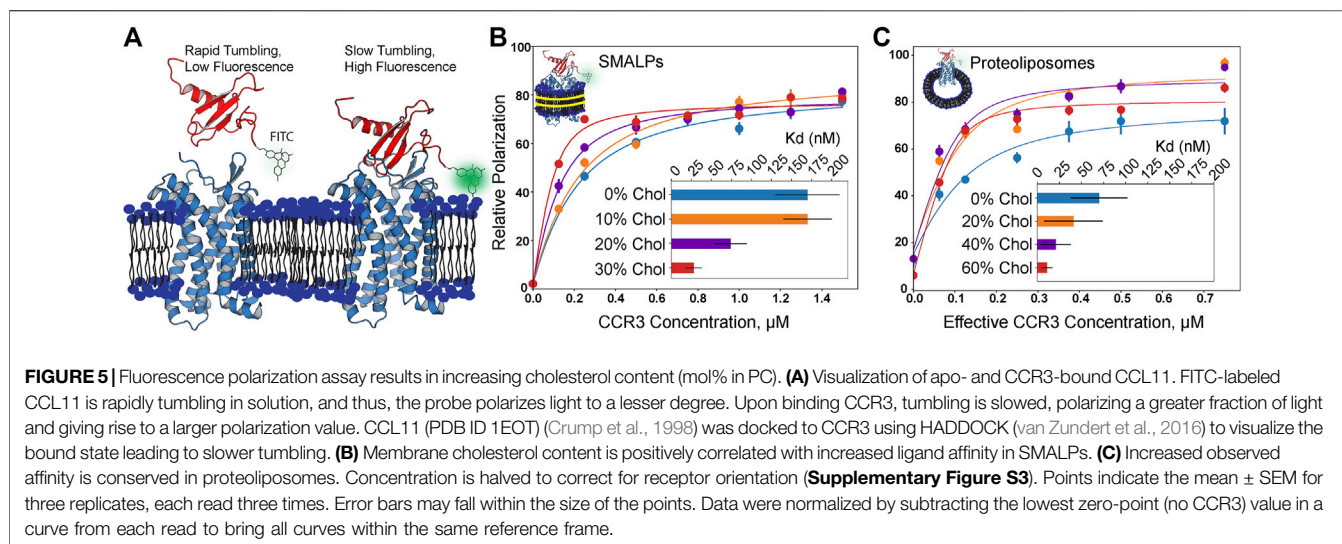 A
Rapid Tumbling,
Low Fluorescence
Slow Tumbling,
High Fluorescence
FITC
B
SMALPs
100
80
60
40
20
0
Relative Polarization
Kd (nM)
0 25 50 75 100 125 150 175 200
0% Chol
10% Chol
20% Chol
30% Chol
0.0 0.2 0.4 0.6 0.8 1.0 1.2 1.4
CCR3 Concentration, µM
C
Proteoliposomes
100
80
60
40
20
0
Kd (nM)
0 25 50 75 100 125 150 175 200
0% Chol
20% Chol
40% Chol
60% Chol
0.0 0.1 0.2 0.3 0.4 0.5 0.6 0.7
Effective CCR3 Concentration, µM
FIGURE 5 | Fluorescence polarization assay results in increasing cholesterol content (mol% in PC). (A) Visualization of apo- and CCR3-bound CCL11. FITC-labeled
CCL11 is rapidly tumbling in solution, and thus, the probe polarizes light to a lesser degree. Upon binding CCR3, tumbling is slowed, polarizing a greater fraction of light
and giving rise to a larger polarization value. CCL11 (PDB ID 1EOT) (Crump et al., 1998) was docked to CCR3 using HADDOCK (van Zundert et al., 2016) to visualize the
bound state leading to slower tumbling. (B) Membrane cholesterol content is positively correlated with increased ligand affinity in SMALPs. (C) Increased observed
affinity is conserved in proteoliposomes. Concentration is halved to correct for receptor orientation (Supplementary Figure S3). Points indicate the mean ± SEM for
three replicates, each read three times. Error bars may fall within the size of the points. Data were normalized by subtracting the lowest zero-point (no CCR3) value in a
curve from each read to bring all curves within the same reference frame.